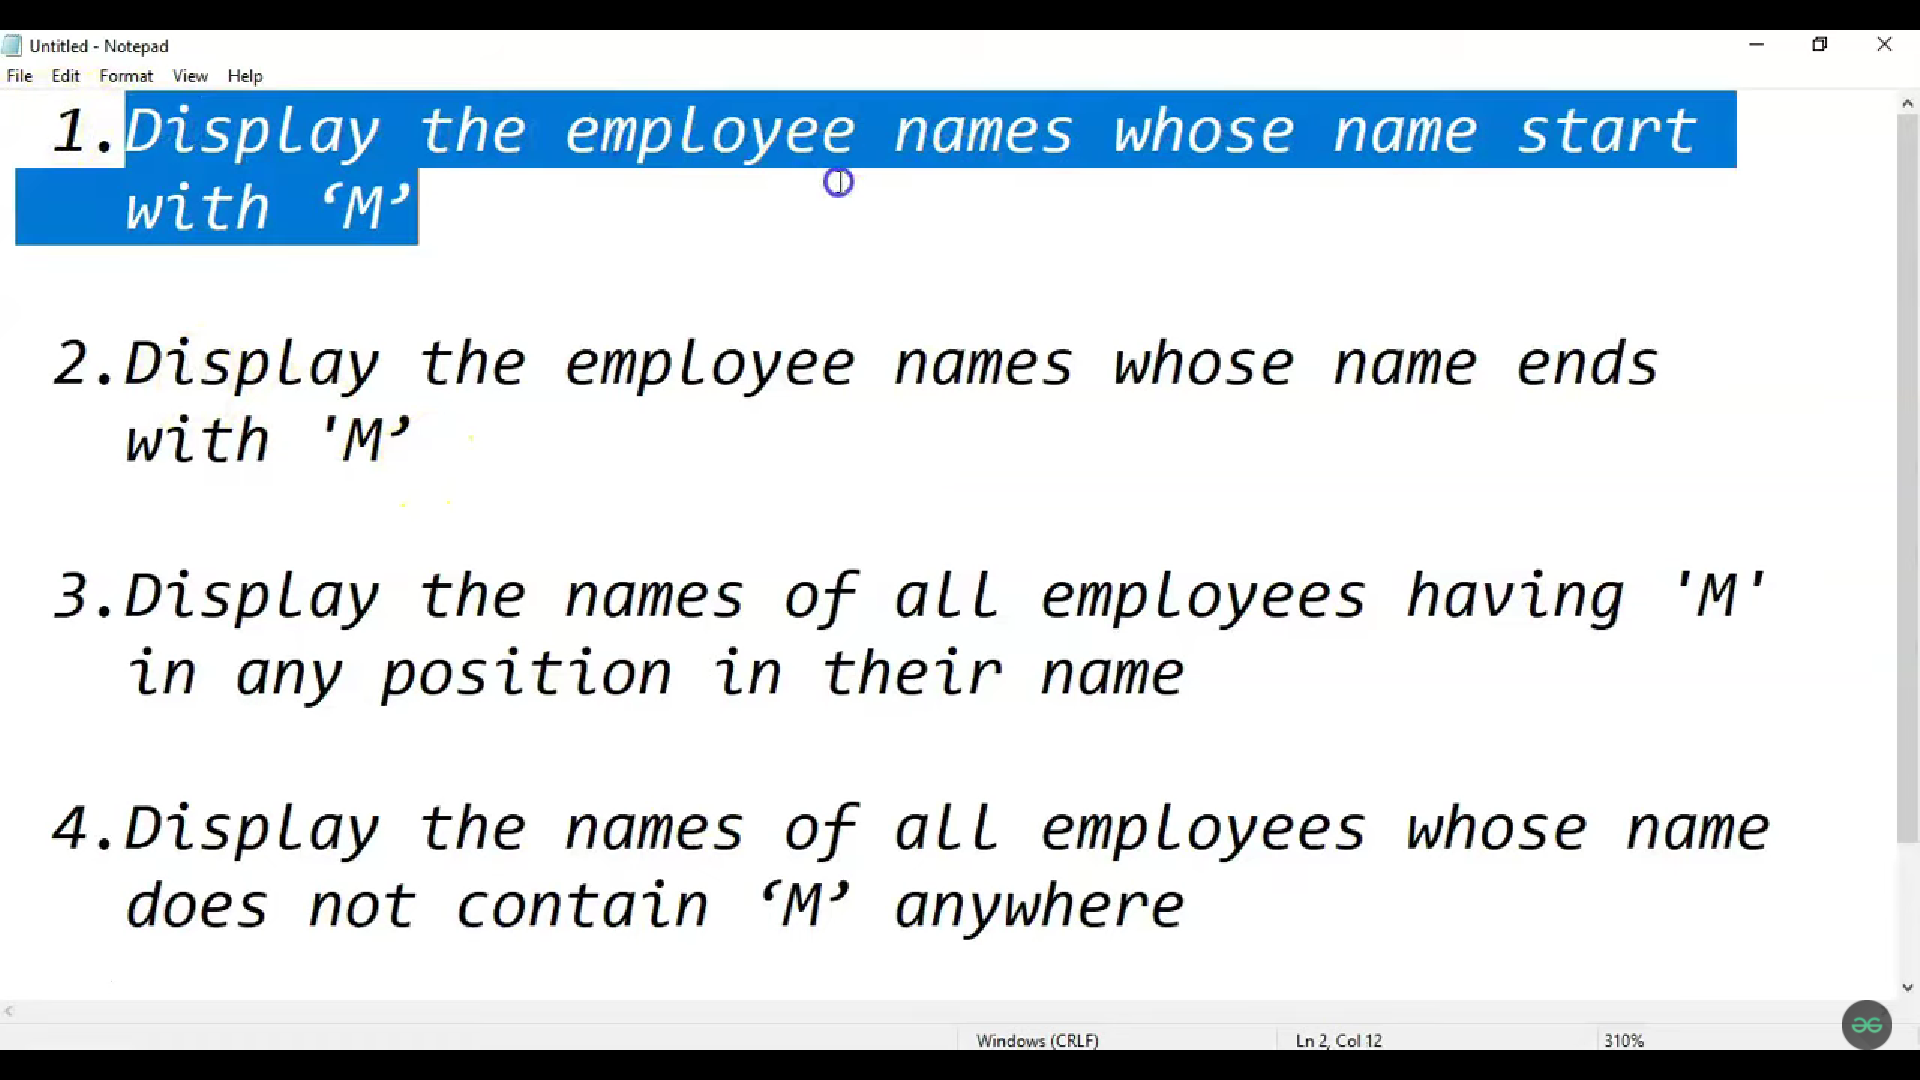 Untitled - Notepad
File Edit Format View Help
1.Display the employee names whose name start
with ‘M’
2.Display the employee names whose name ends
with 'M’
3.Display the names of all employees having 'M'
in any position in their name
4.Display the names of all employees whose name
does not contain ‘M’ anywhere
Windows (CRLF) Ln 2, Col 12 310%